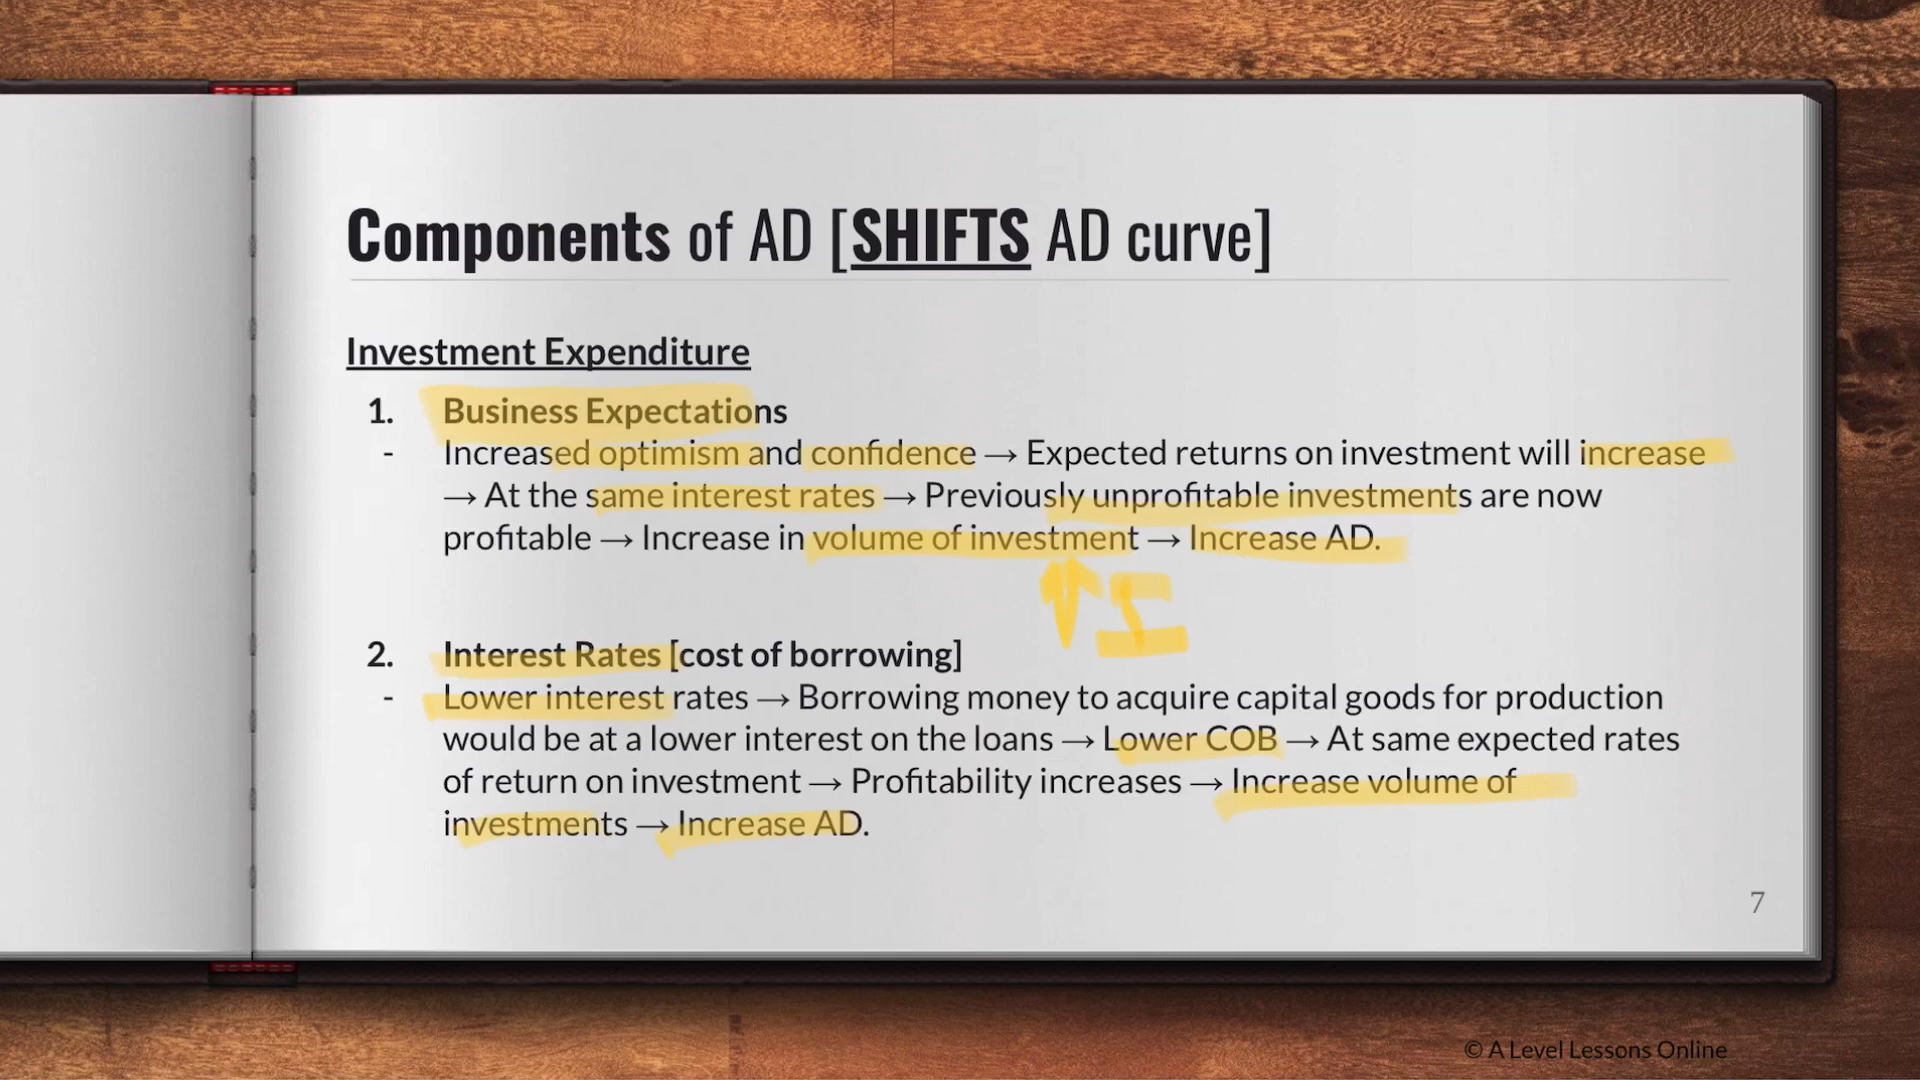 Components of AD [SHIFTS AD curve]
Investment Expenditure
1. Business Expectations
- Increased optimism and confidence → Expected returns on investment will increase
→ At the same interest rates → Previously unprofitable investments are now
profitable → Increase in volume of investment → Increase AD.
↑ I
2. Interest Rates [cost of borrowing]
- Lower interest rates → Borrowing money to acquire capital goods for production
would be at a lower interest on the loans → Lower COB → At same expected rates
of return on investment → Profitability increases → Increase volume of
investments → Increase AD.
7
© A Level Lessons Online